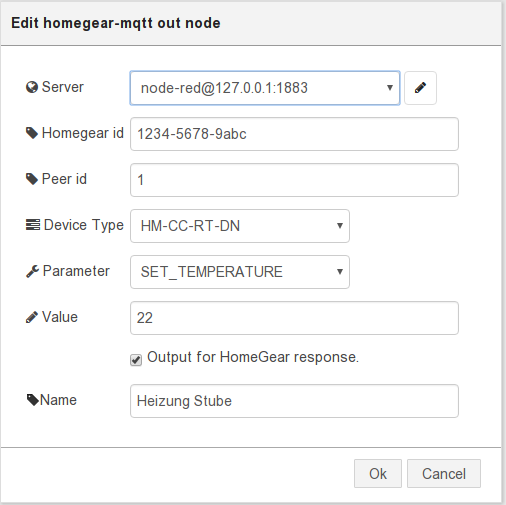 Edit homegear-mqtt out node
Server node-red@127.0.0.1:1883
Homegear id 1234-5678-9abc
Peer id 1
Device Type HM-CC-RT-DN
Parameter SET_TEMPERATURE
Value 22
Output for HomeGear response.
Name Heizung Stube
Ok Cancel